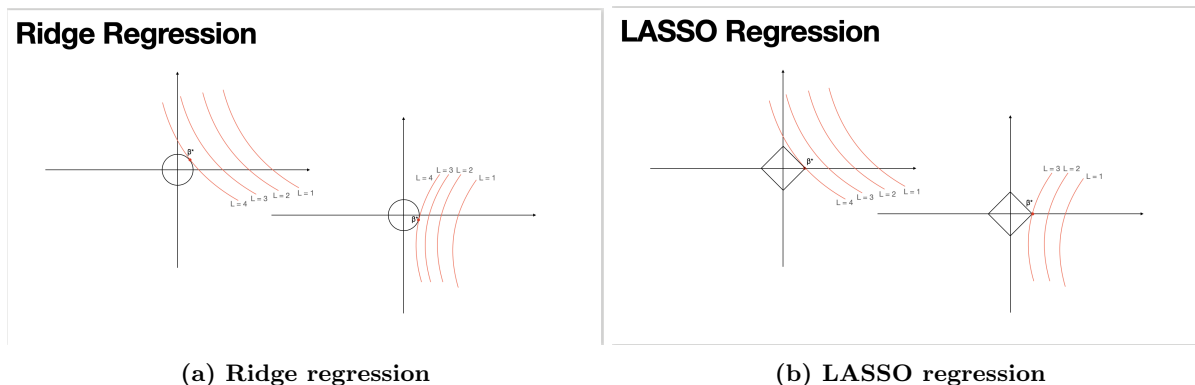 Ridge Regression
β*
L = 4
L = 3
L = 2
L = 1
L = 4
L = 3
L = 2
L = 1
β*
(a) Ridge regression
LASSO Regression
β*
L = 4
L = 3
L = 2
L = 1
L = 3
L = 2
L = 1
β*
(b) LASSO regression